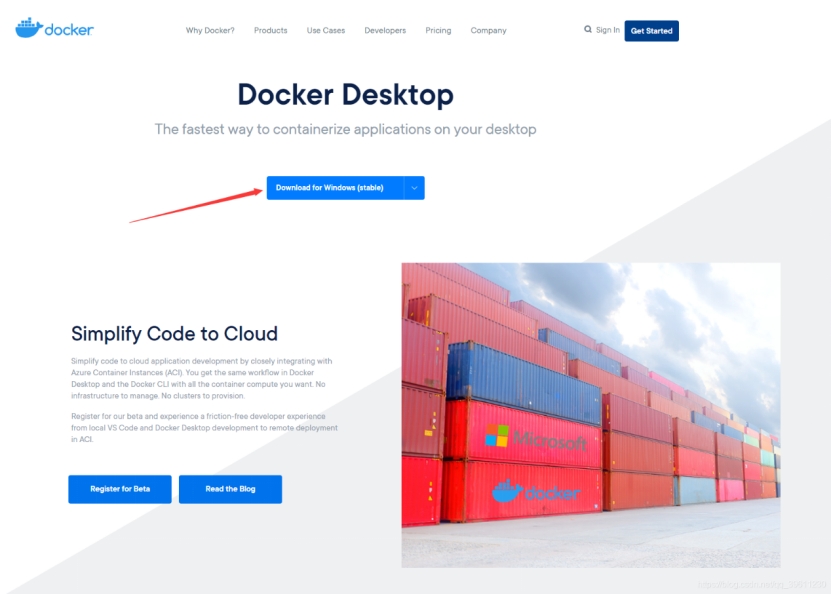 docker
Why Docker? Products Use Cases Developers Pricing Company Sign In Get Started
Docker Desktop
The fastest way to containerize applications on your desktop
Download for Windows (stable)
Simplify Code to Cloud
Simplify code to cloud application development by closely integrating with
Azure Container Instances (ACI). You get the same workflow in Docker
Desktop and the Docker CLI with all the container compute you want. No
infrastructure to manage. No clusters to provision.
Register for our beta and experience a friction-free developer experience
from local VS Code and Docker Desktop development to remote deployment
in ACI.
Register for Beta Read the Blog
Microsoft
docker